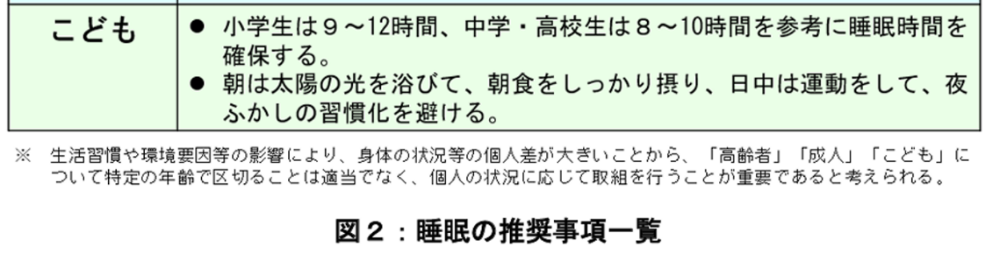 こども
● 小学生は９～12時間、中学・高校生は８～10時間を参考に睡眠時間を
確保する。
● 朝は太陽の光を浴びて、朝食をしっかり摂り、日中は運動をして、夜
ふかしの習慣化を避ける。
※ 生活習慣や環境要因等の影響により、身体の状況等の個人差が大きいことから、「高齢者」「成人」「こども」に
ついて特定の年齢で区切ることは適当でなく、個人の状況に応じて取組を行うことが重要であると考えられる。
図２：睡眠の推奨事項一覧